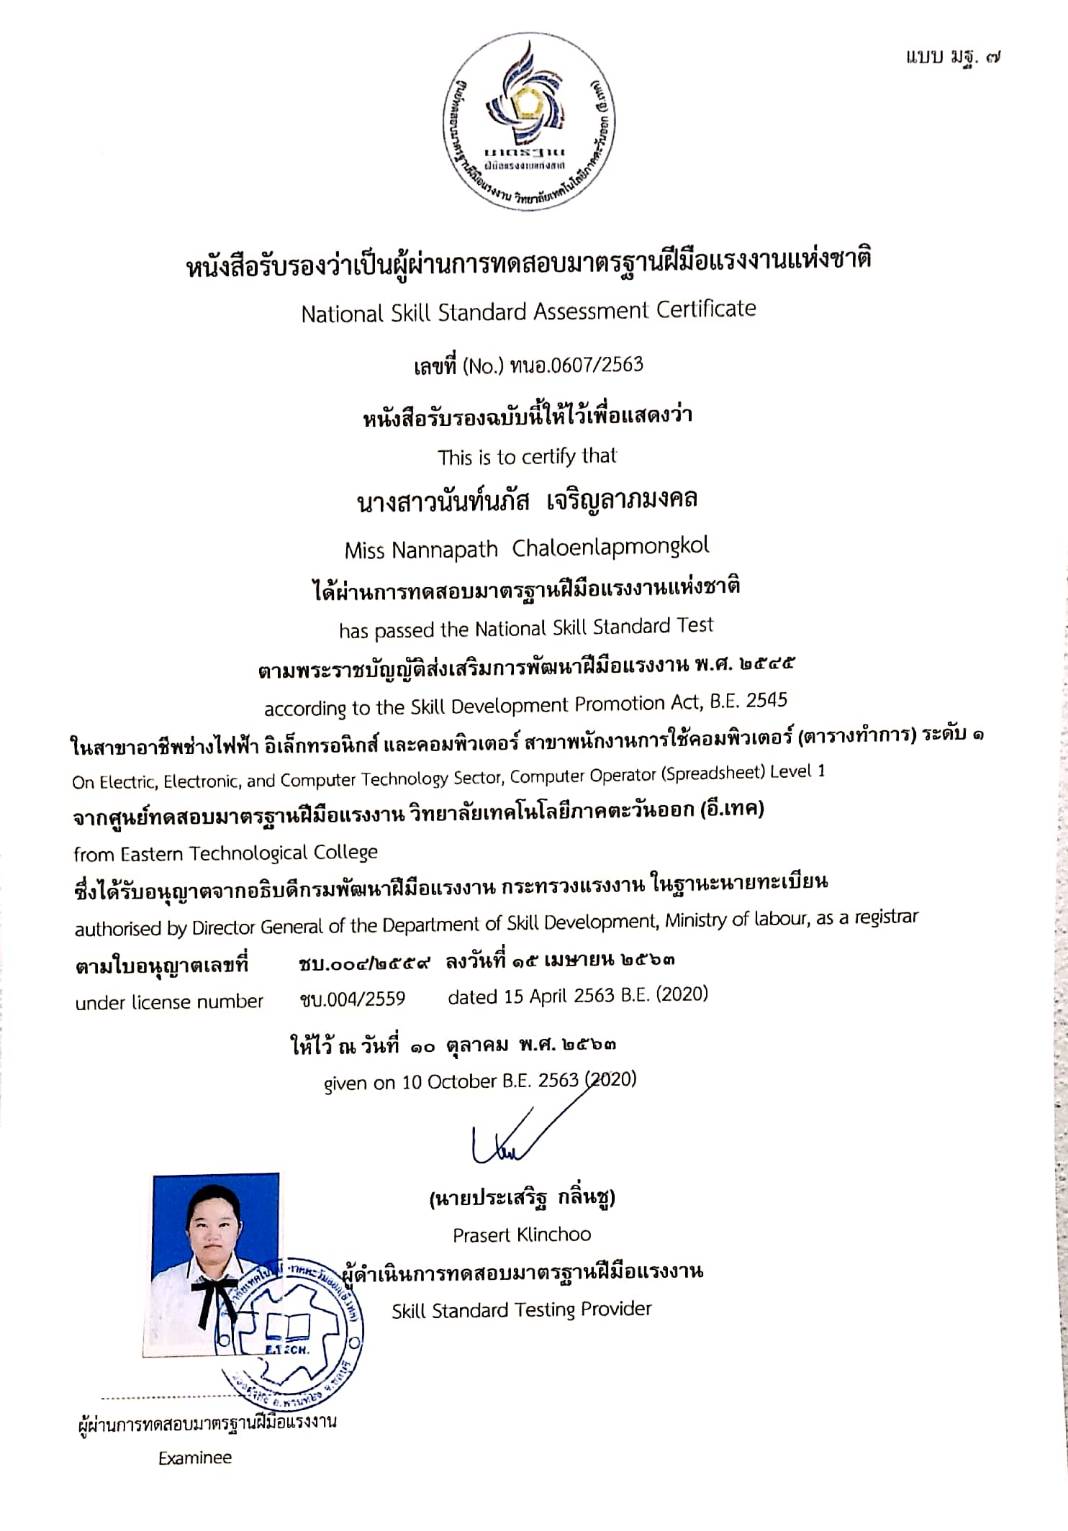 แบบ มฐ. ๗
มาตรฐาน
ฝีมือแรงงานแห่งชาติ
ศูนย์ทดสอบมาตรฐานฝีมือแรงงาน วิทยาลัยเทคโนโลยีภาคตะวันออก (อี.เทค)
หนังสือรับรองว่าเป็นผู้ผ่านการทดสอบมาตรฐานฝีมือแรงงานแห่งชาติ
National Skill Standard Assessment Certificate
เลขที่ (No.) ทนอ.0607/2563
หนังสือรับรองฉบับนี้ให้ไว้เพื่อแสดงว่า
This is to certify that
นางสาวนันท์นภัส เจริญลาภมงคล
Miss Nannapath Chaloenlapmongkol
ได้ผ่านการทดสอบมาตรฐานฝีมือแรงงานแห่งชาติ
has passed the National Skill Standard Test
ตามพระราชบัญญัติส่งเสริมการพัฒนาฝีมือแรงงาน พ.ศ. ๒๕๔๕
according to the Skill Development Promotion Act, B.E. 2545
ในสาขาอาชีพช่างไฟฟ้า อิเล็กทรอนิกส์ และคอมพิวเตอร์ สาขาพนักงานการใช้คอมพิวเตอร์ (ตารางทำการ) ระดับ ๑
On Electric, Electronic, and Computer Technology Sector, Computer Operator (Spreadsheet) Level 1
จากศูนย์ทดสอบมาตรฐานฝีมือแรงงาน วิทยาลัยเทคโนโลยีภาคตะวันออก (อี.เทค)
from Eastern Technological College
ซึ่งได้รับอนุญาตจากอธิบดีกรมพัฒนาฝีมือแรงงาน กระทรวงแรงงาน ในฐานะนายทะเบียน
authorised by Director General of the Department of Skill Development, Ministry of labour, as a registrar
ตามใบอนุญาตเลขที่ ชบ.๐๐๔/๒๕๕๙ ลงวันที่ ๑๕ เมษายน ๒๕๖๓
under license number ชบ.004/2559 dated 15 April 2563 B.E. (2020)
ให้ไว้ ณ วันที่ ๑๐ ตุลาคม พ.ศ. ๒๕๖๓
given on 10 October B.E. 2563 (2020)
(นายประเสริฐ กลิ่นชู)
Prasert Klinchoo
ผู้ดำเนินการทดสอบมาตรฐานฝีมือแรงงาน
Skill Standard Testing Provider
E.TECH.
อ.พานทอง จ.ชลบุรี
ผู้ผ่านการทดสอบมาตรฐานฝีมือแรงงาน
Examinee